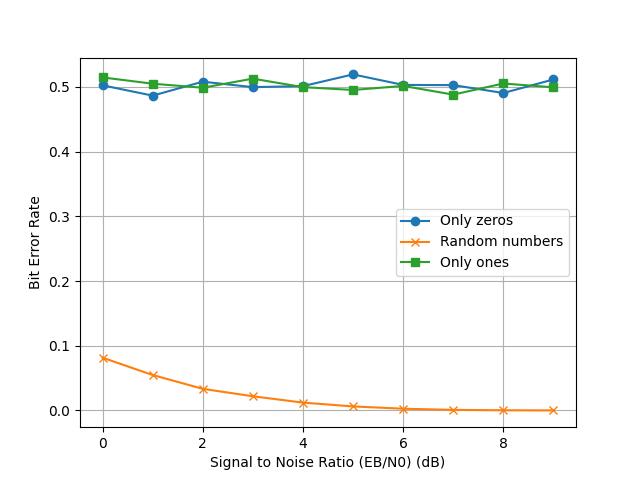 0.5
0.4
0.3
0.2
0.1
0.0
Bit Error Rate
Only zeros
Random numbers
Only ones
0 2 4 6 8
Signal to Noise Ratio (EB/N0) (dB)